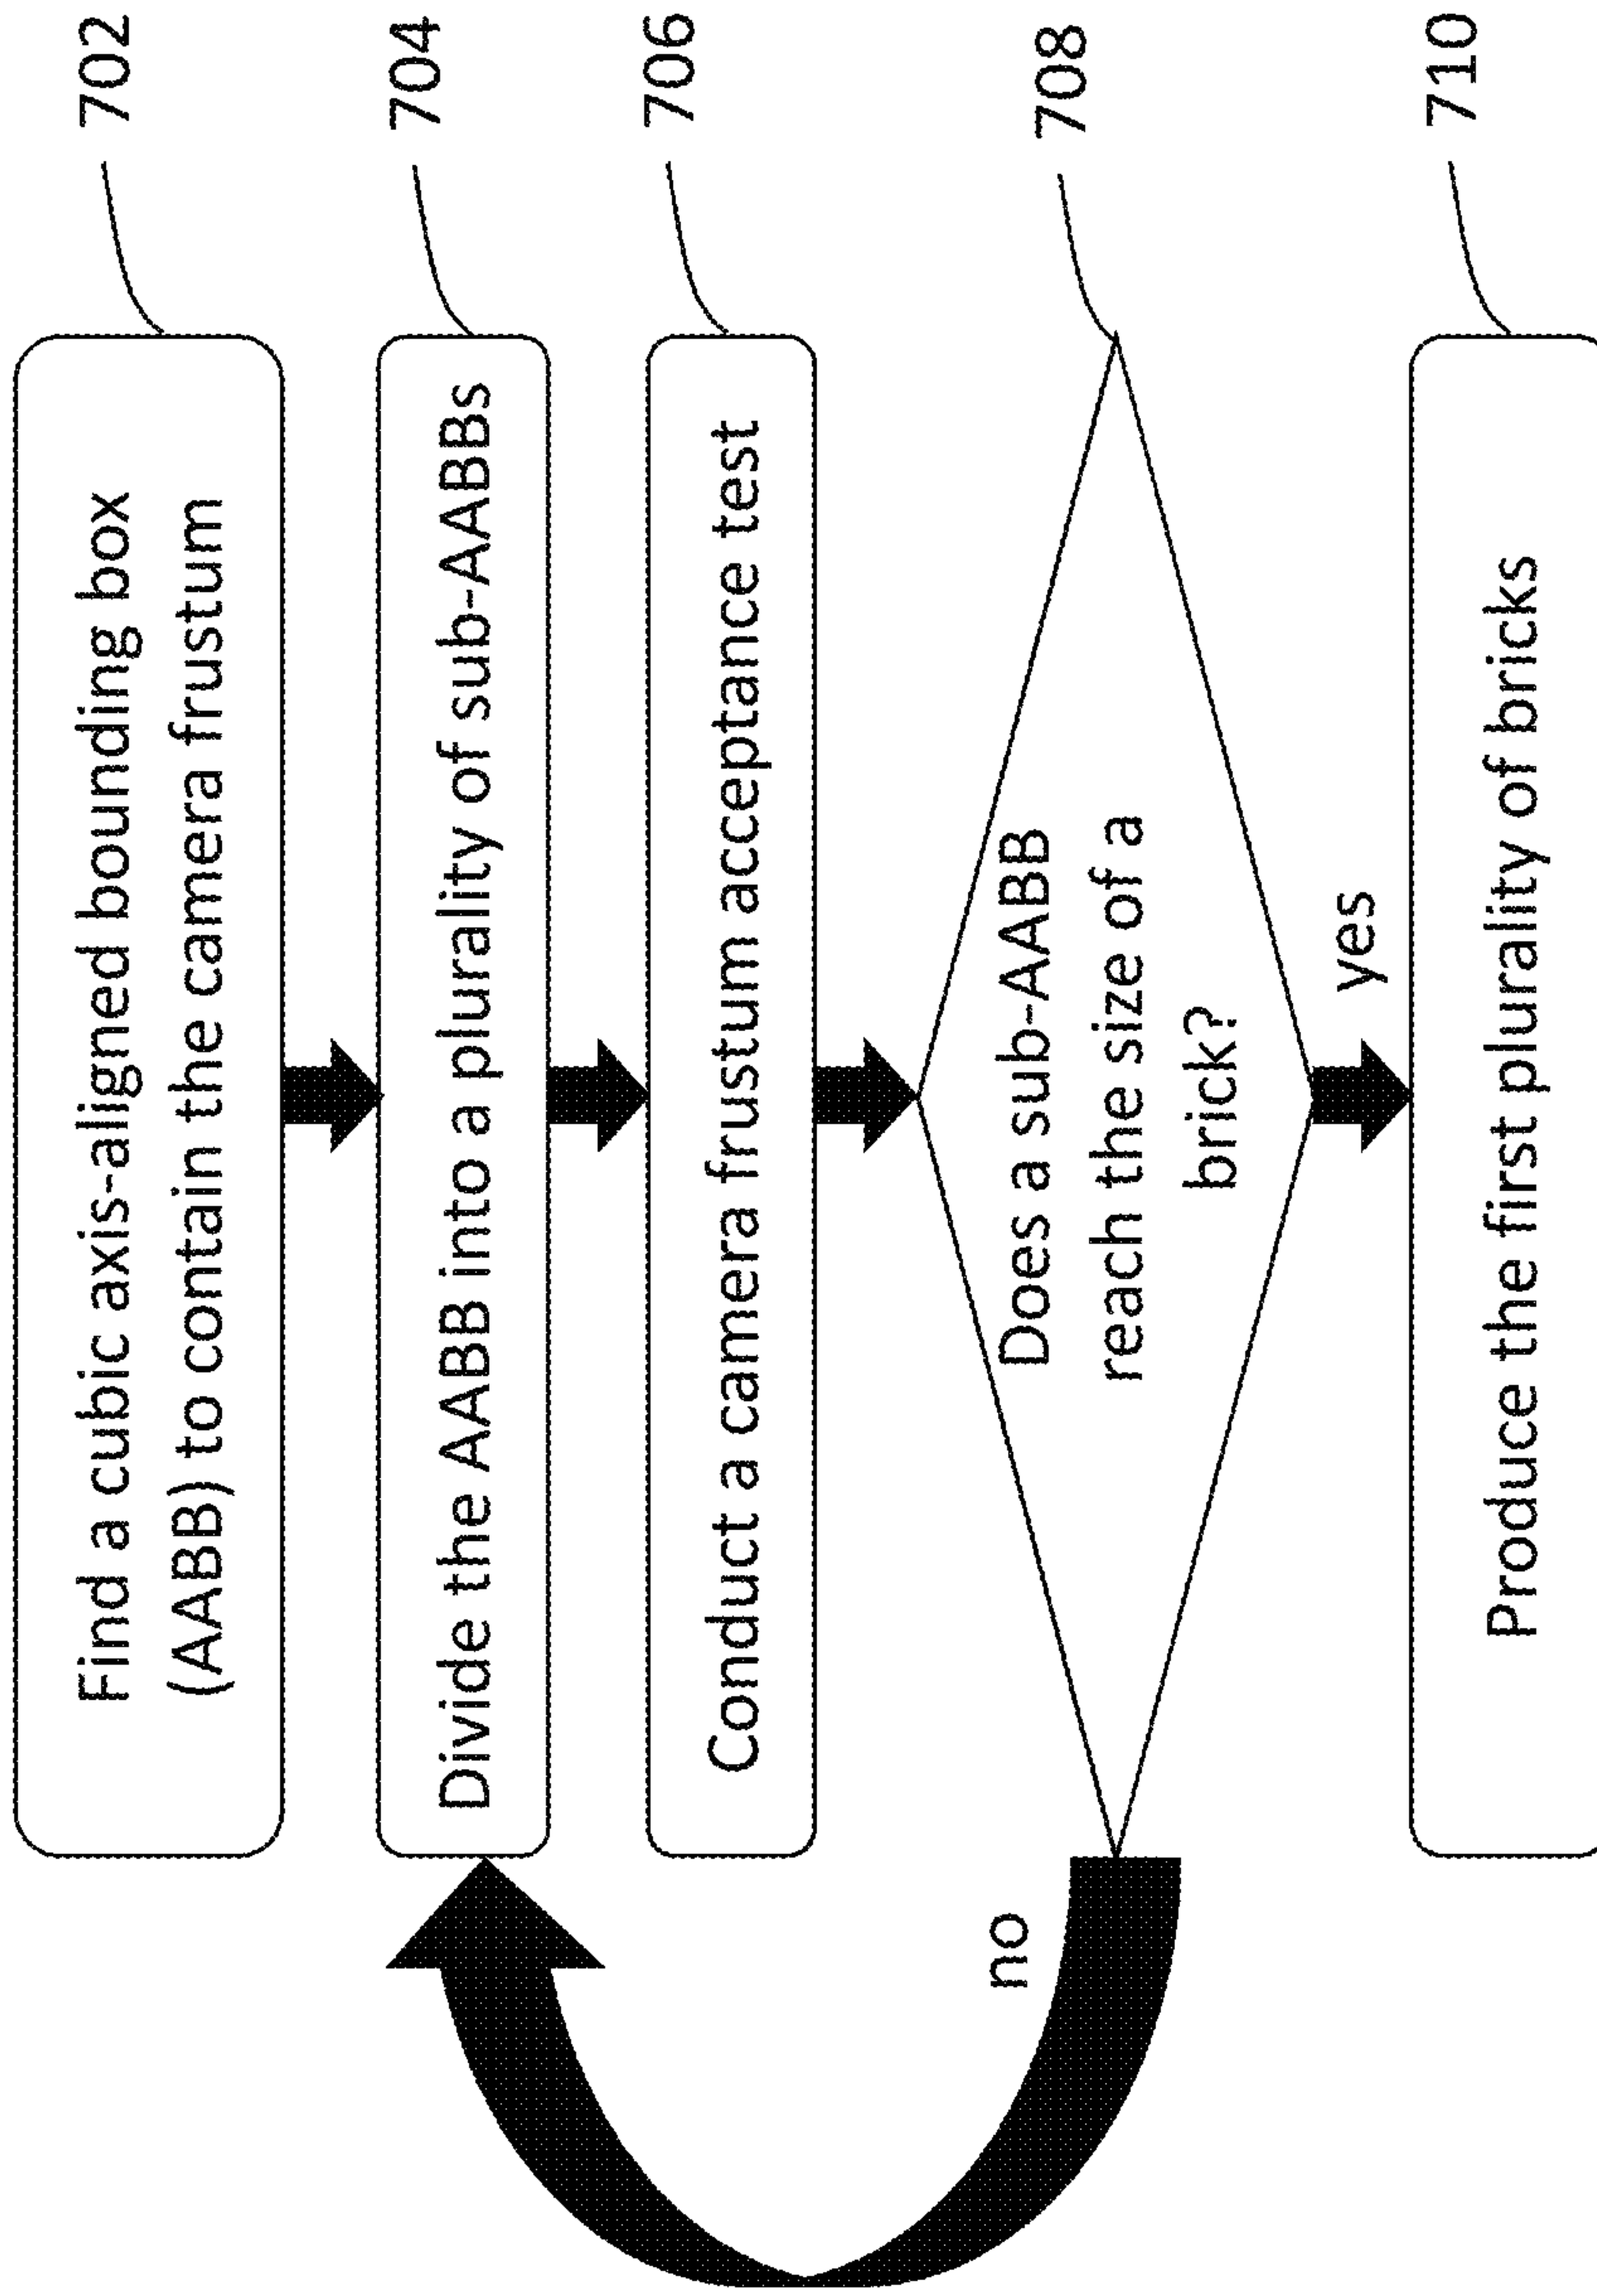 Find a cubic axis-aligned bounding box
(AABB) to contain the camera frustum
702
Divide the AABB into a plurality of sub-AABBs
704
Conduct a camera frustum acceptance test
706
Does a sub-AABB
reach the size of a
brick?
708
no
yes
Produce the first plurality of bricks
710